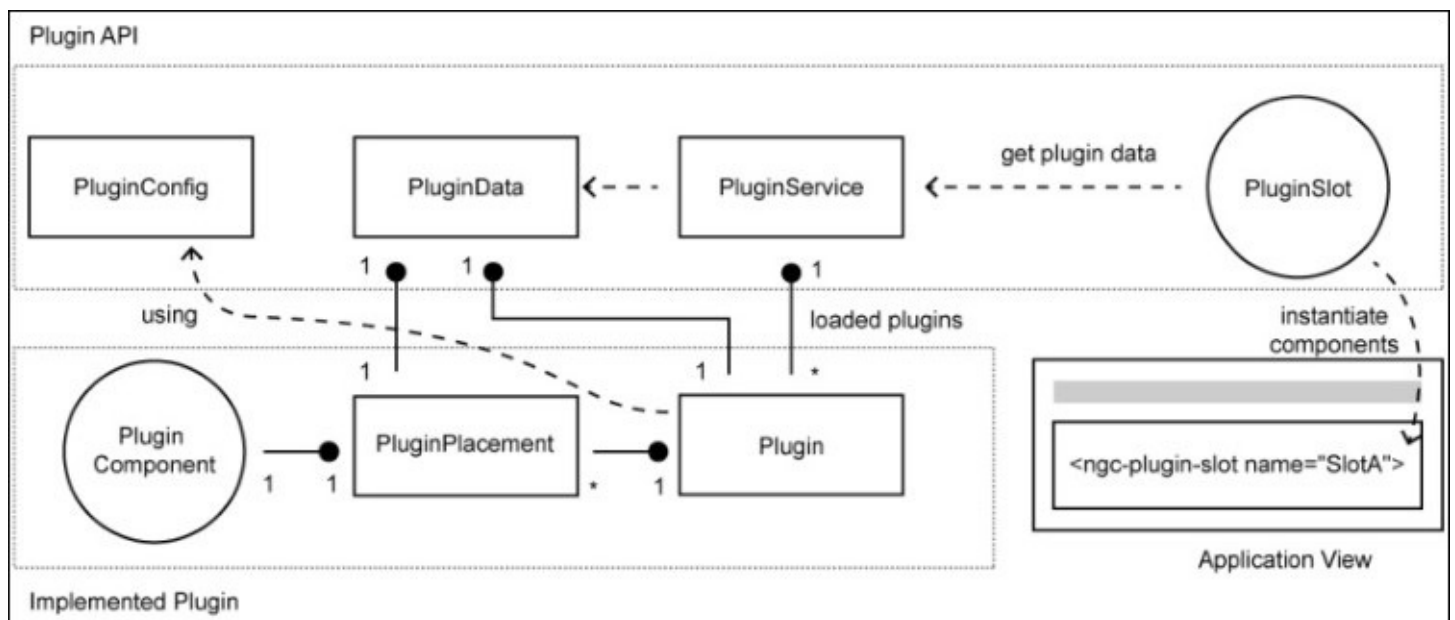 Plugin API
PluginConfig
PluginData
PluginService
get plugin data
PluginSlot
1
1
1
using
loaded plugins
instantiate
components
1
1
*
Plugin
Component
PluginPlacement
Plugin
<ngc-plugin-slot name="SlotA">
1
1
*
1
Application View
Implemented Plugin